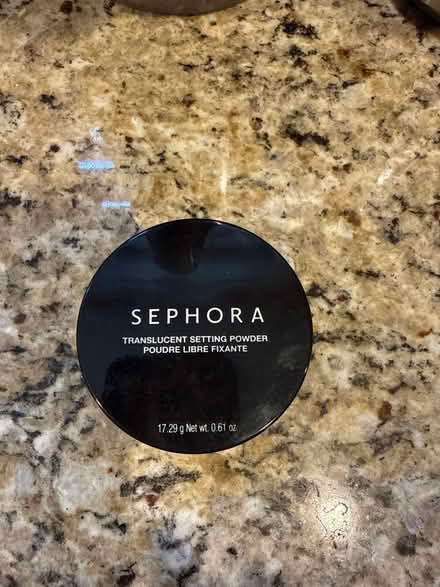 SEPHORA
TRANSLUCENT SETTING POWDER
POUDRE LIBRE FIXANTE
17.29 g Net wt. 0.61 oz.